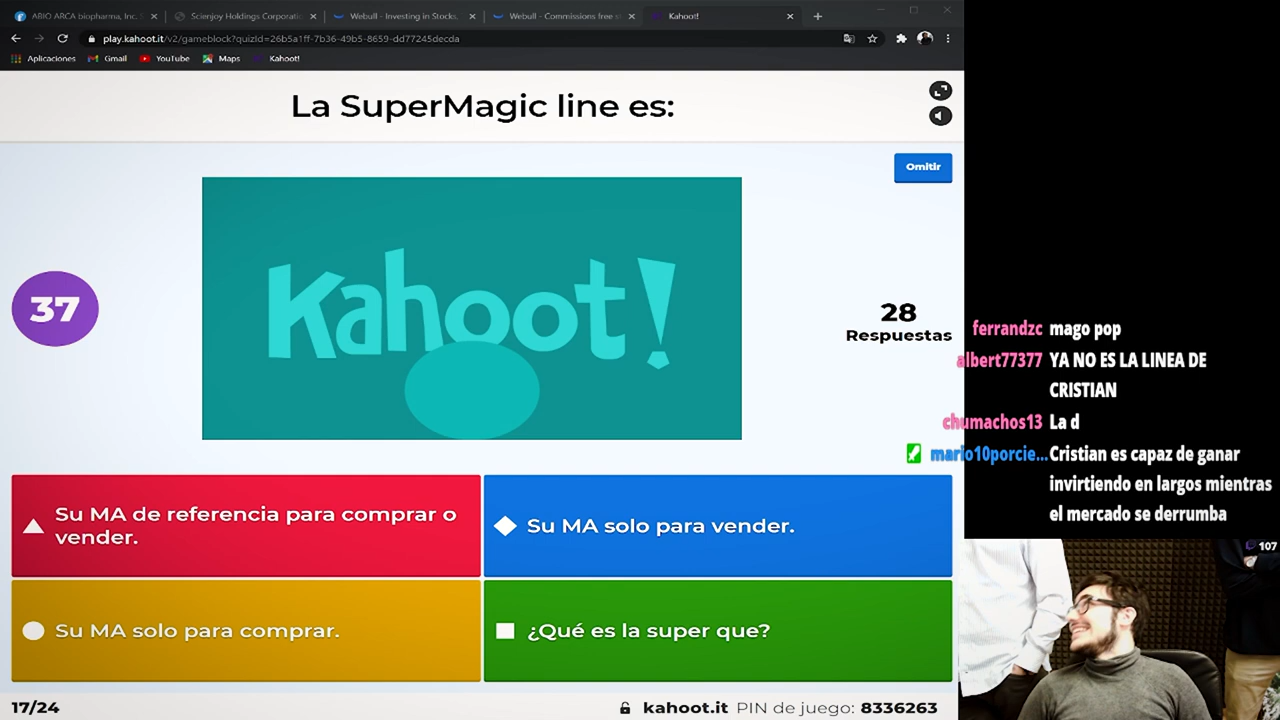 ABIO ARCA biopharma, Inc.
Scienjoy Holdings Corporatio
Webull - Investing in Stocks,
Webull - Commissions free s
Kahoot!
play.kahoot.it/v2/gameblock?quizId=26b5a1ff-7b36-49b5-8659-dd77245decda
Aplicaciones
Gmail
YouTube
Maps
Kahoot!
La SuperMagic line es:
Omitir
37
Kahoot!
28
Respuestas
Su MA de referencia para comprar o
vender.
Su MA solo para vender.
Su MA solo para comprar.
¿Qué es la super que?
17/24
kahoot.it PIN de juego: 8336263
ferrandzc mago pop
albert77377 YA NO ES LA LINEA DE
CRISTIAN
chumachos13 La d
mario10porcie... Cristian es capaz de ganar
invirtiendo en largos mientras
el mercado se derrumba
107